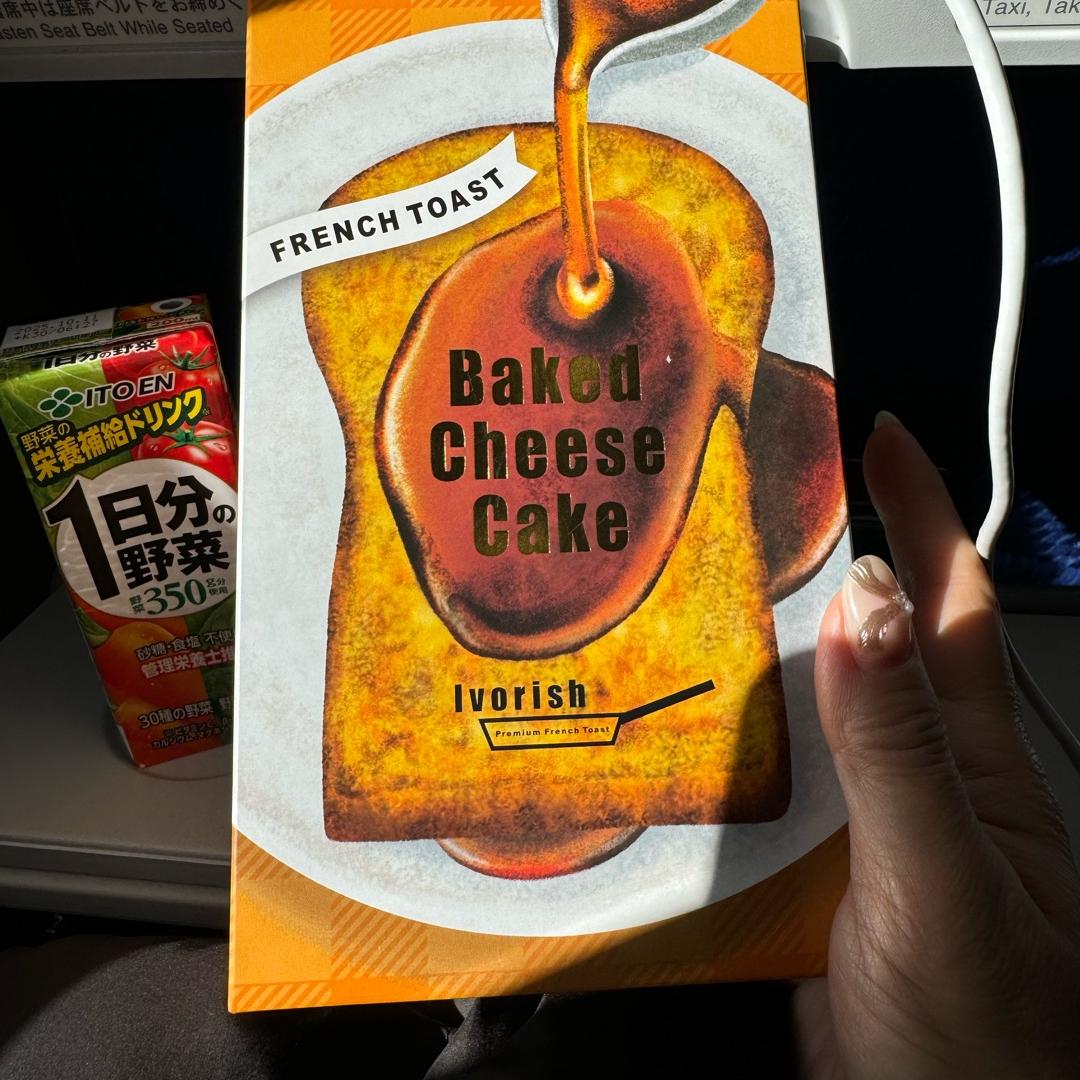 席中は座席ベルトをお締めく
asten Seat Belt While Seated
Taxi, Tak
FRENCH TOAST
Baked
Cheese
Cake
Ivorish
Premium French Toast
200ml
1日分の野菜
ITO EN
野菜の
栄養補給ドリンク
1日分の
野菜
野菜350g分使用
砂糖・食塩 不使
管理栄養士推
30種の野菜